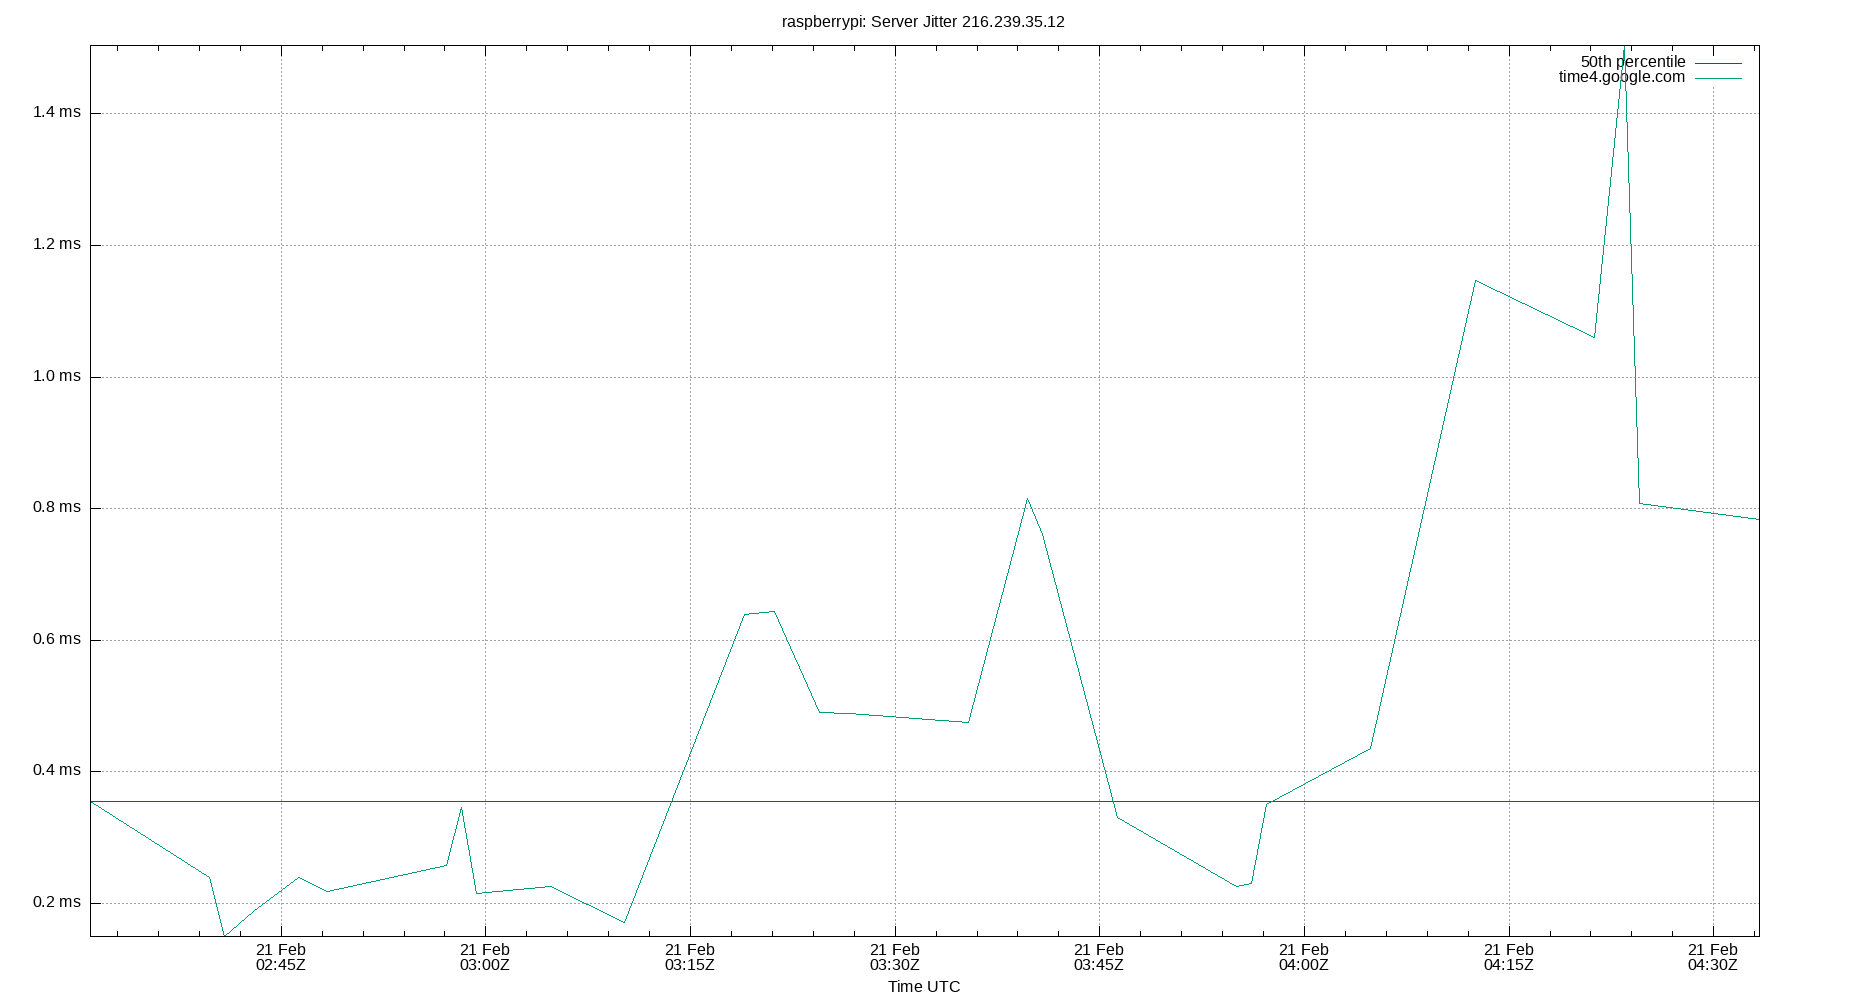 raspberrypi: Server Jitter 216.239.35.12
50th percentile
time4.google.com
1.4 ms
1.2 ms
1.0 ms
0.8 ms
0.6 ms
0.4 ms
0.2 ms
21 Feb 21 Feb 21 Feb 21 Feb 21 Feb 21 Feb 21 Feb 21 Feb
02:45Z 03:00Z 03:15Z 03:30Z 03:45Z 04:00Z 04:15Z 04:30Z
Time UTC